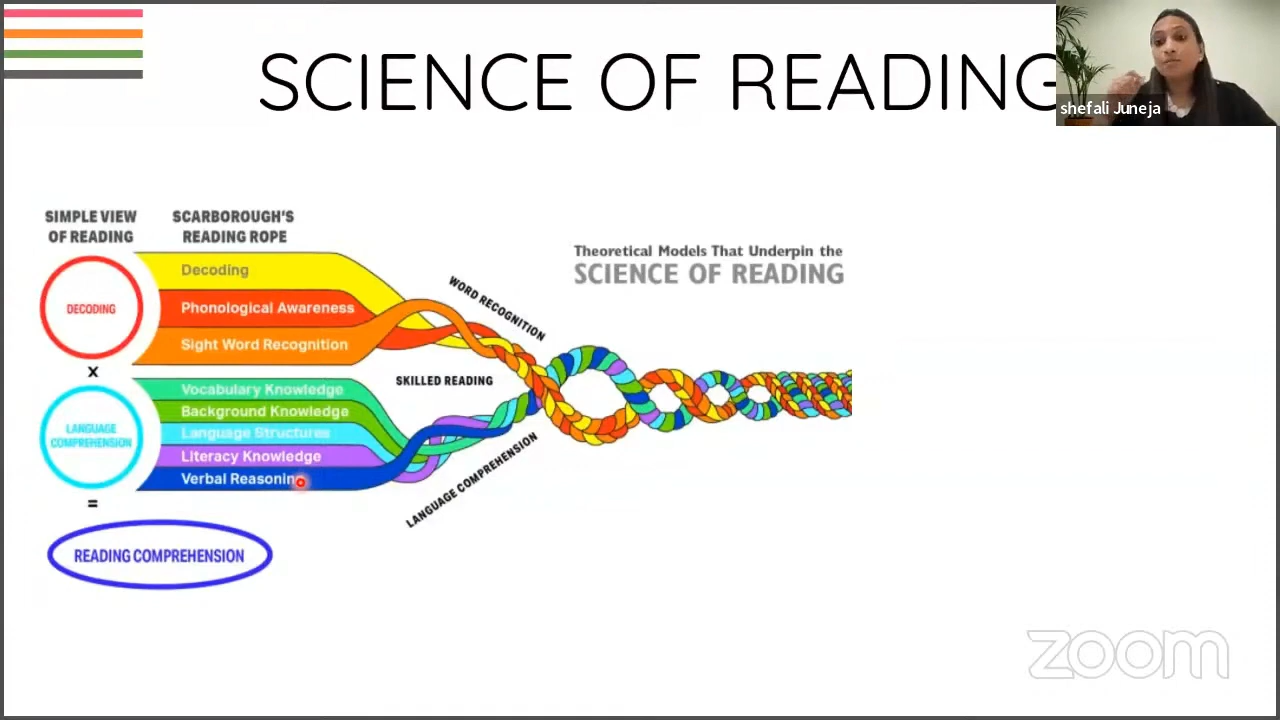 SCIENCE OF READING
shefali Juneja
SIMPLE VIEW
OF READING
SCARBOROUGH'S
READING ROPE
DECODING
x
LANGUAGE
COMPREHENSION
=
READING COMPREHENSION
Decoding
Phonological Awareness
Sight Word Recognition
Vocabulary Knowledge
Background Knowledge
Language Structures
Literacy Knowledge
Verbal Reasoning
WORD RECOGNITION
SKILLED READING
LANGUAGE COMPREHENSION
Theoretical Models That Underpin the
SCIENCE OF READING
zoom